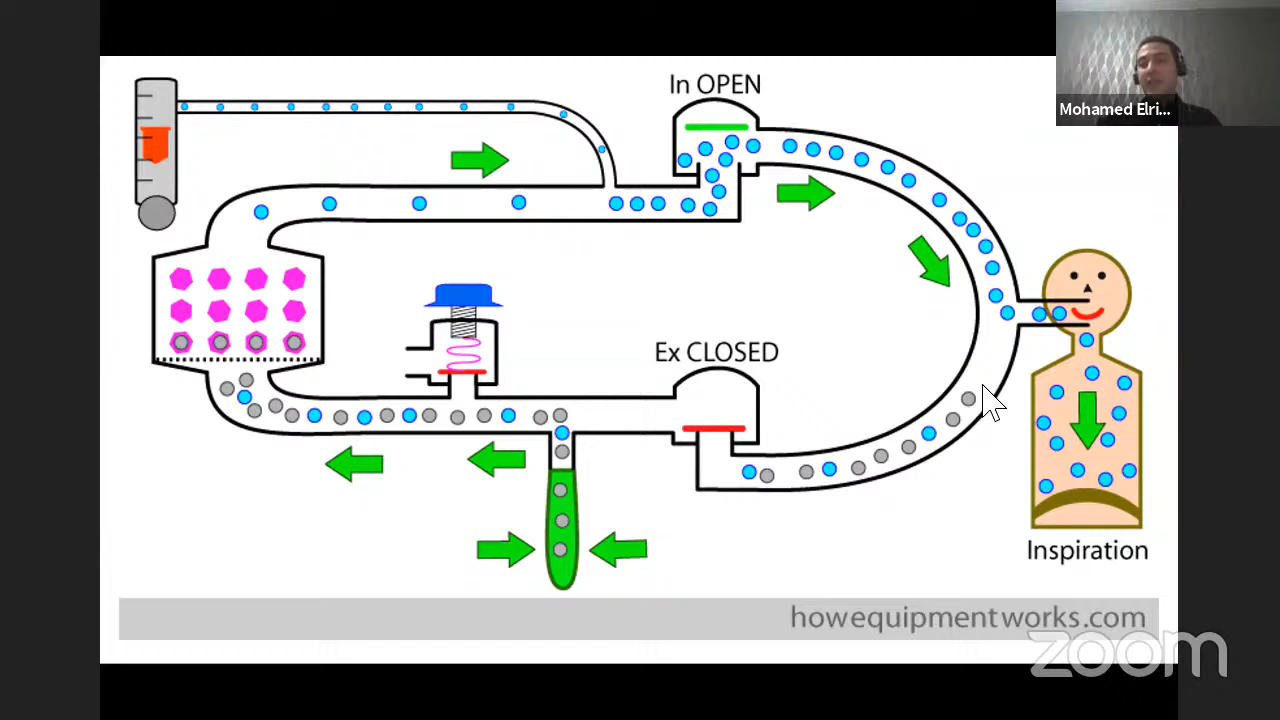 In OPEN
Mohamed Elri...
Ex CLOSED
Inspiration
howequipmentworks.com
zoom